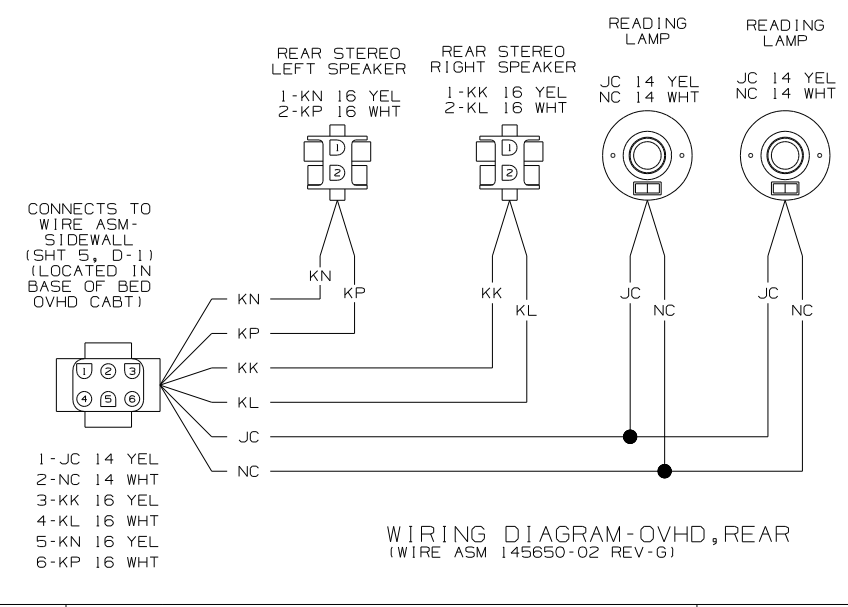 READING
LAMP
JC 14 YEL
NC 14 WHT
READING
LAMP
JC 14 YEL
NC 14 WHT
REAR STEREO
LEFT SPEAKER
1-KN 16 YEL
2-KP 16 WHT
1
2
REAR STEREO
RIGHT SPEAKER
1-KK 16 YEL
2-KL 16 WHT
1
2
CONNECTS TO
WIRE ASM-
SIDEWALL
(SHT 5, D-1)
(LOCATED IN
BASE OF BED
OVHD CABT)
KN
KP
KK
KL
JC
NC
JC
NC
KN
KP
KK
KL
JC
NC
1 2 3
4 5 6
1-JC 14 YEL
2-NC 14 WHT
3-KK 16 YEL
4-KL 16 WHT
5-KN 16 YEL
6-KP 16 WHT
WIRING DIAGRAM-OVHD,REAR
(WIRE ASM 145650-02 REV-G)